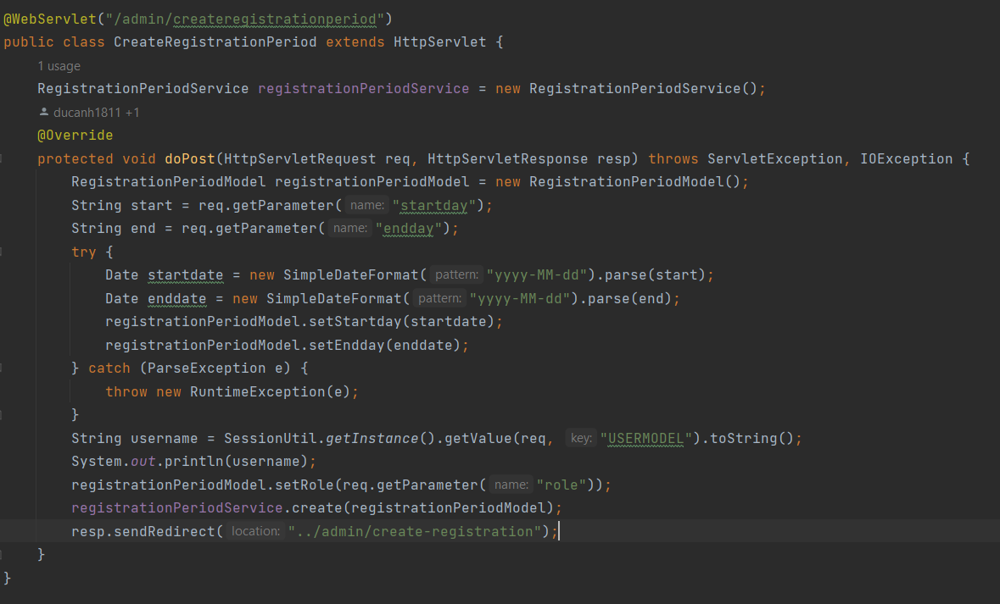 @WebServlet("/admin/createregistrationperiod")
public class CreateRegistrationPeriod extends HttpServlet {
1 usage
RegistrationPeriodService registrationPeriodService = new RegistrationPeriodService();
ducanh1811 +1
@Override
protected void doPost(HttpServletRequest req, HttpServletResponse resp) throws ServletException, IOException {
RegistrationPeriodModel registrationPeriodModel = new RegistrationPeriodModel();
String start = req.getParameter( name: "startday");
String end = req.getParameter( name: "endday");
try {
Date startdate = new SimpleDateFormat( pattern: "yyyy-MM-dd").parse(start);
Date enddate = new SimpleDateFormat( pattern: "yyyy-MM-dd").parse(end);
registrationPeriodModel.setStartday(startdate);
registrationPeriodModel.setEndday(enddate);
} catch (ParseException e) {
throw new RuntimeException(e);
}
String username = SessionUtil.getInstance().getValue(req, key: "USERMODEL").toString();
System.out.println(username);
registrationPeriodModel.setRole(req.getParameter( name: "role"));
registrationPeriodService.create(registrationPeriodModel);
resp.sendRedirect( location: "../admin/create-registration");
}
}